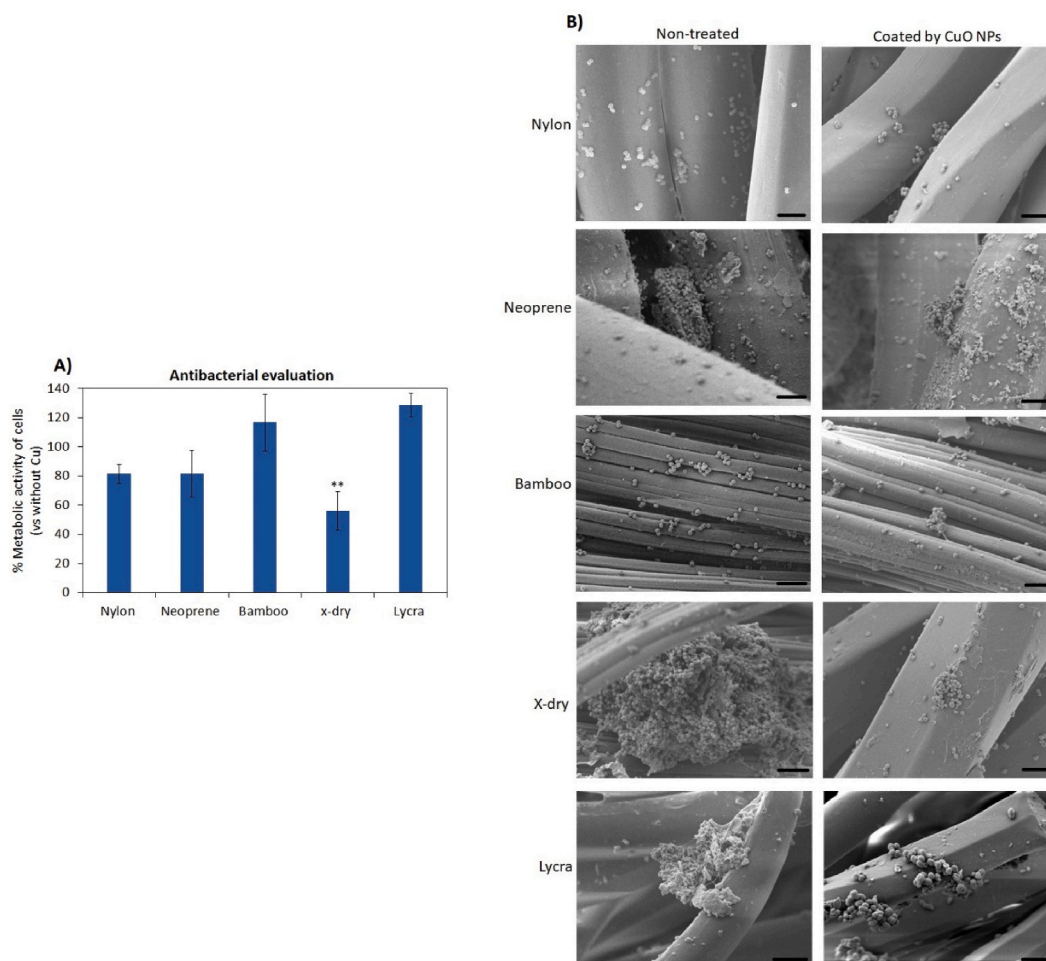 A)
Antibacterial evaluation
% Metabolic activity of cells
(vs without Cu)
140
120
100
80
60
40
20
0
**
Nylon
Neoprene
Bamboo
x-dry
Lycra
B)
Non-treated
Coated by CuO NPs
Nylon
Neoprene
Bamboo
X-dry
Lycra